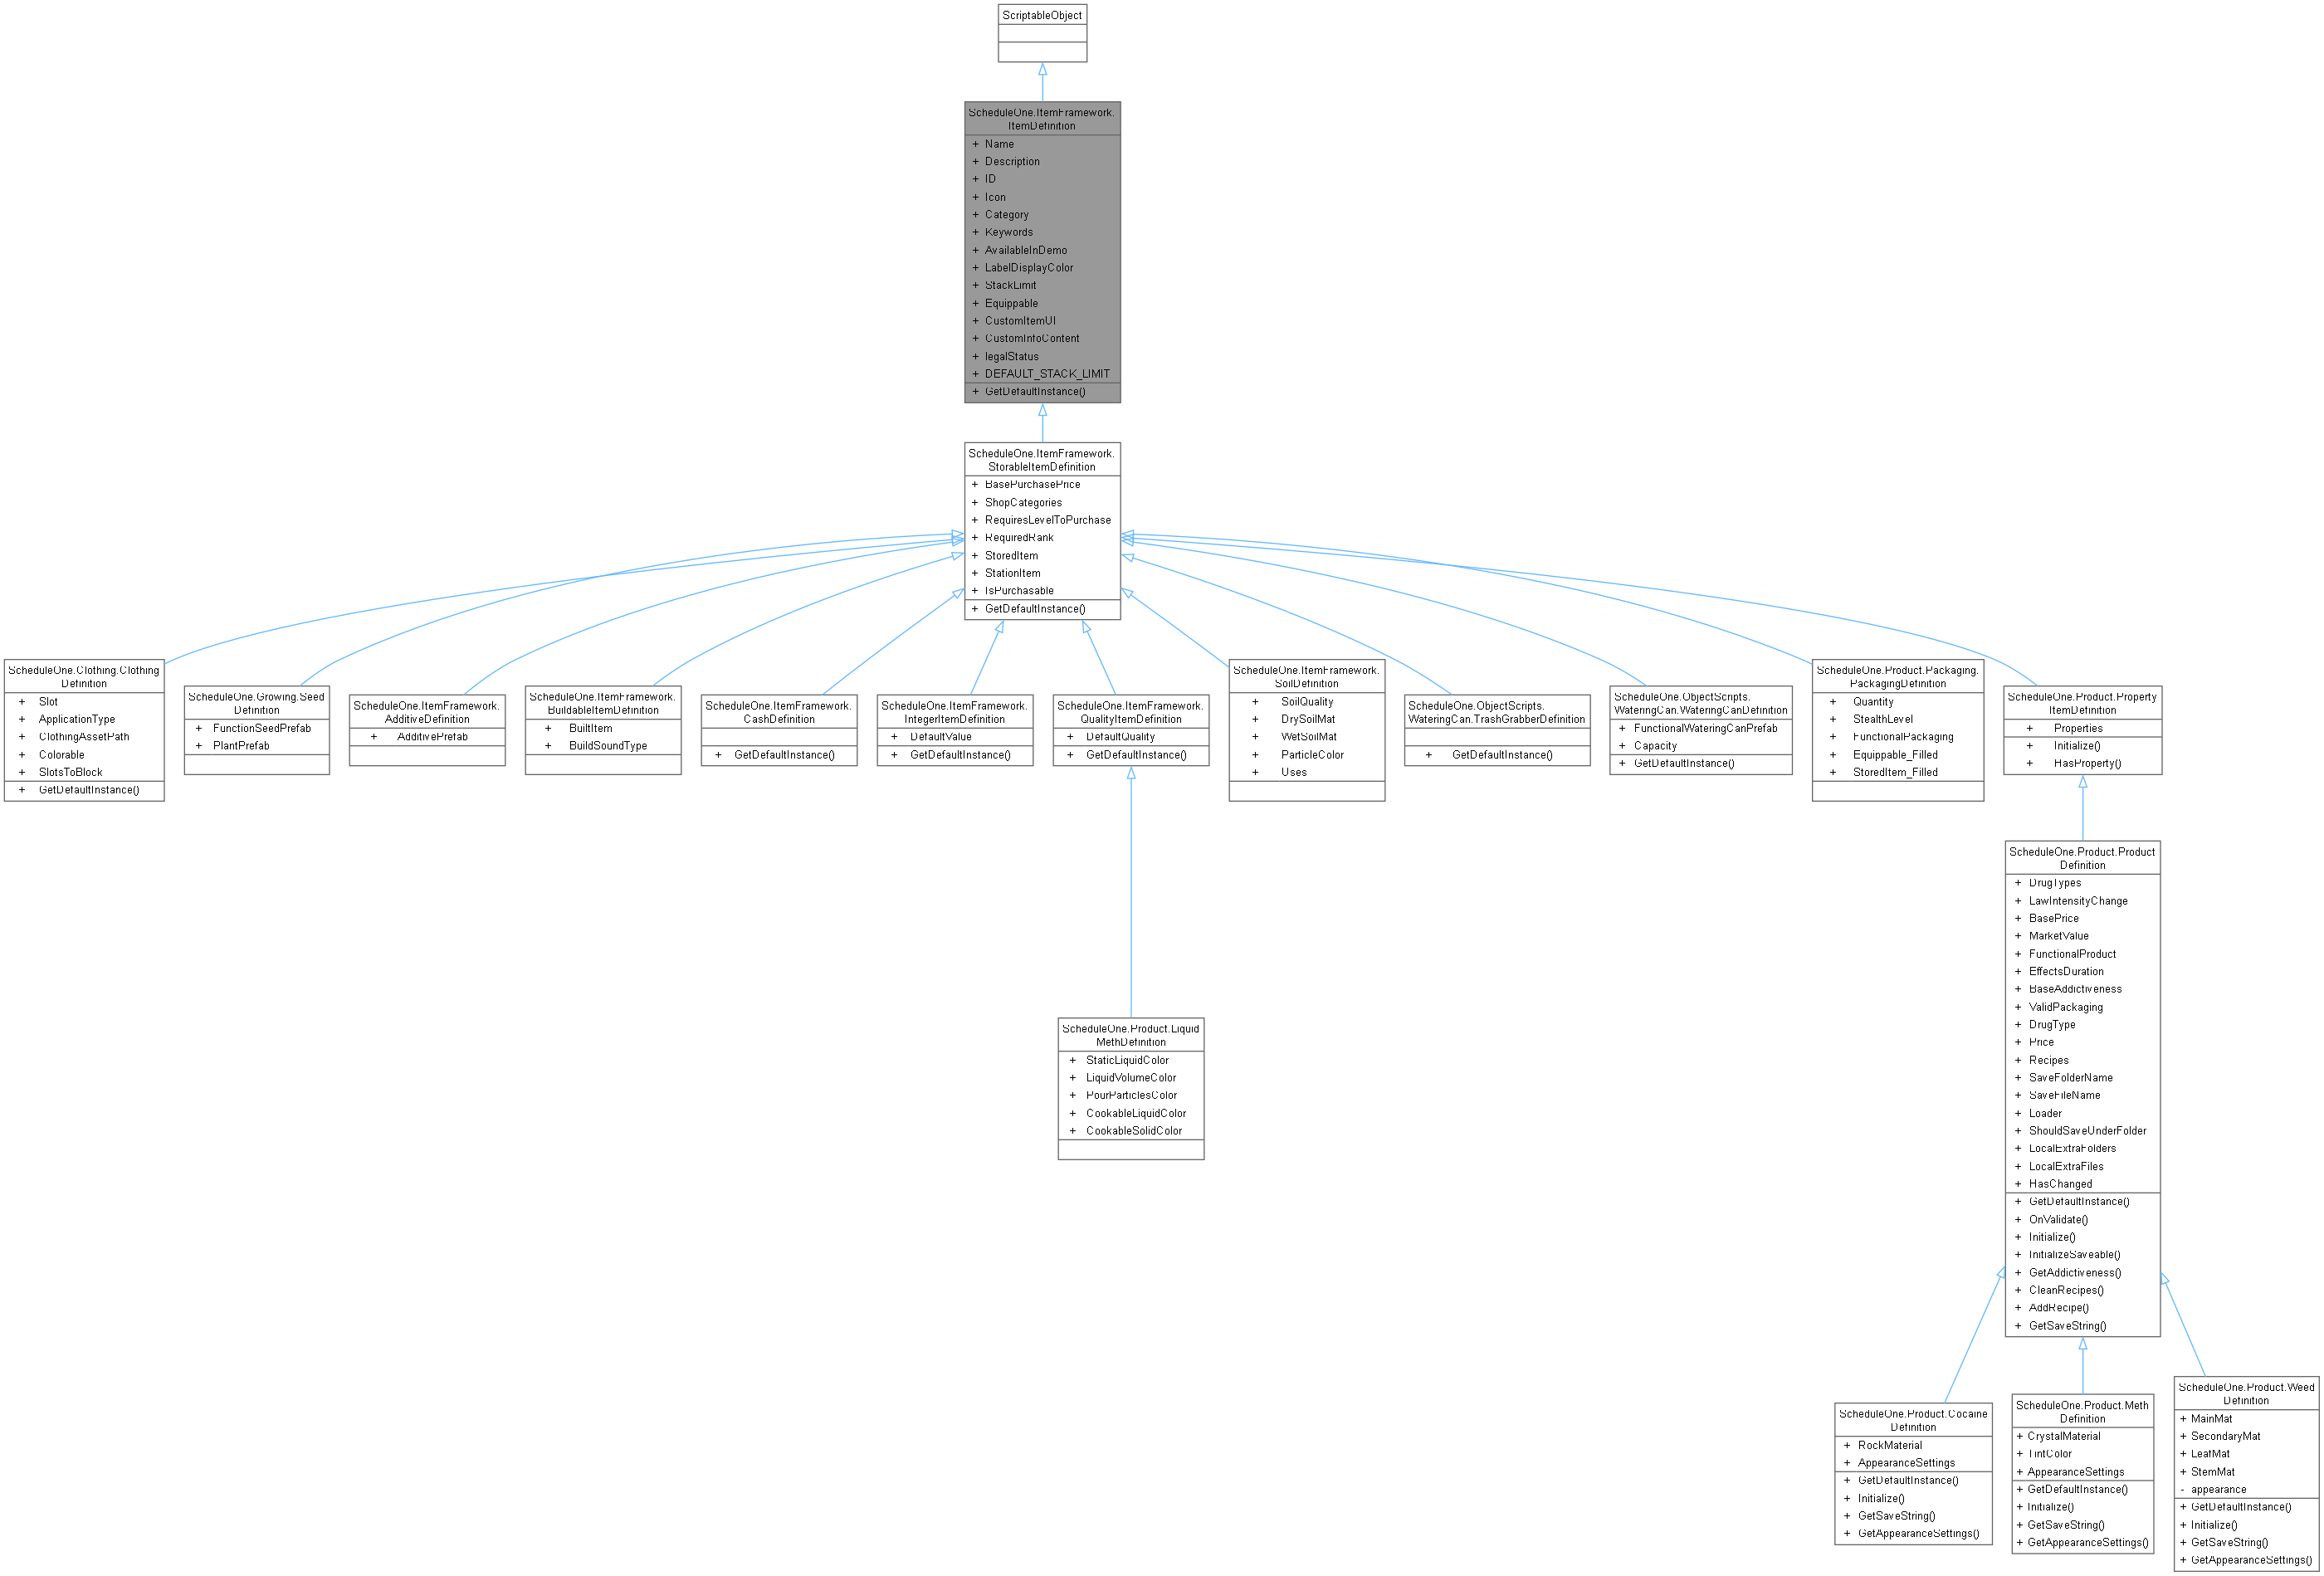 ScriptableObject
ScheduleOne.ItemFramework.
ItemDefinition
+ Name
+ Description
+ ID
+ Icon
+ Category
+ Keywords
+ AvailableInDemo
+ LabelDisplayColor
+ StackLimit
+ Equippable
+ CustomItemUI
+ CustomInfoContent
+ legalStatus
+ DEFAULT_STACK_LIMIT
+ GetDefaultInstance()
ScheduleOne.ItemFramework.
StorableItemDefinition
+ BasePurchasePrice
+ ShopCategories
+ RequiresLevelToPurchase
+ RequiredRank
+ StoredItem
+ StationItem
+ IsPurchasable
+ GetDefaultInstance()
ScheduleOne.Clothing.Clothing
Definition
+ Slot
+ ApplicationType
+ ClothingAssetPath
+ Colorable
+ SlotsToBlock
+ GetDefaultInstance()
ScheduleOne.Growing.Seed
Definition
+ FunctionSeedPrefab
+ PlantPrefab
ScheduleOne.ItemFramework.
AdditiveDefinition
+ AdditivePrefab
ScheduleOne.ItemFramework.
BuildableItemDefinition
+ BuiltItem
+ BuildSoundType
ScheduleOne.ItemFramework.
CashDefinition
+ GetDefaultInstance()
ScheduleOne.ItemFramework.
IntegerItemDefinition
+ DefaultValue
+ GetDefaultInstance()
ScheduleOne.ItemFramework.
QualityItemDefinition
+ DefaultQuality
+ GetDefaultInstance()
ScheduleOne.ItemFramework.
SoilDefinition
+ SoilQuality
+ DrySoilMat
+ WetSoilMat
+ ParticleColor
+ Uses
ScheduleOne.ObjectScripts.
WateringCan.TrashGrabberDefinition
+ GetDefaultInstance()
ScheduleOne.ObjectScripts.
WateringCan.WateringCanDefinition
+ FunctionalWateringCanPrefab
+ Capacity
+ GetDefaultInstance()
ScheduleOne.Product.Packaging.
PackagingDefinition
+ Quantity
+ StealthLevel
+ FunctionalPackaging
+ Equippable_Filled
+ StoredItem_Filled
ScheduleOne.Product.Property
ItemDefinition
+ Properties
+ Initialize()
+ HasProperty()
ScheduleOne.Product.Liquid
MethDefinition
+ StaticLiquidColor
+ LiquidVolumeColor
+ PourParticlesColor
+ CookableLiquidColor
+ CookableSolidColor
ScheduleOne.Product.Product
Definition
+ DrugTypes
+ LawIntensityChange
+ BasePrice
+ MarketValue
+ FunctionalProduct
+ EffectsDuration
+ BaseAddictiveness
+ ValidPackaging
+ DrugType
+ Price
+ Recipes
+ SaveFolderName
+ SaveFileName
+ Loader
+ ShouldSaveUnderFolder
+ LocalExtraFolders
+ LocalExtraFiles
+ HasChanged
+ GetDefaultInstance()
+ OnValidate()
+ Initialize()
+ InitializeSaveable()
+ GetAddictiveness()
+ CleanRecipes()
+ AddRecipe()
+ GetSaveString()
ScheduleOne.Product.Cocaine
Definition
+ RockMaterial
+ AppearanceSettings
+ GetDefaultInstance()
+ Initialize()
+ GetSaveString()
+ GetAppearanceSettings()
ScheduleOne.Product.Meth
Definition
+ CrystalMaterial
+ TintColor
+ AppearanceSettings
+ GetDefaultInstance()
+ Initialize()
+ GetSaveString()
+ GetAppearanceSettings()
ScheduleOne.Product.Weed
Definition
+ MainMat
+ SecondaryMat
+ LeafMat
+ StemMat
- appearance
+ GetDefaultInstance()
+ Initialize()
+ GetSaveString()
+ GetAppearanceSettings()